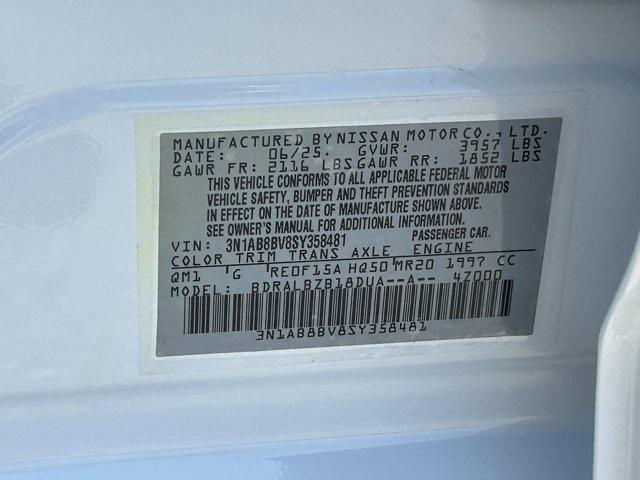 MANUFACTURED BY NISSAN MOTOR CO., LTD.
DATE: 06/25. GVWR: 3957 LBS
GAWR FR: 2116 LBS GAWR RR: 1852 LBS
THIS VEHICLE CONFORMS TO ALL APPLICABLE FEDERAL MOTOR
VEHICLE SAFETY, BUMPER AND THEFT PREVENTION STANDARDS
IN EFFECT ON THE DATE OF MANUFACTURE SHOWN ABOVE.
SEE OWNER'S MANUAL FOR ADDITIONAL INFORMATION.
VIN: 3N1AB8BV8SY358481 PASSENGER CAR.
COLOR TRIM TRANS AXLE ENGINE
QM1 G RE0F15A HQ50 MR20 1997 CC
MODEL: BDRALBZB18DUA--A-- 47000
3N1AB8BV8SY358481